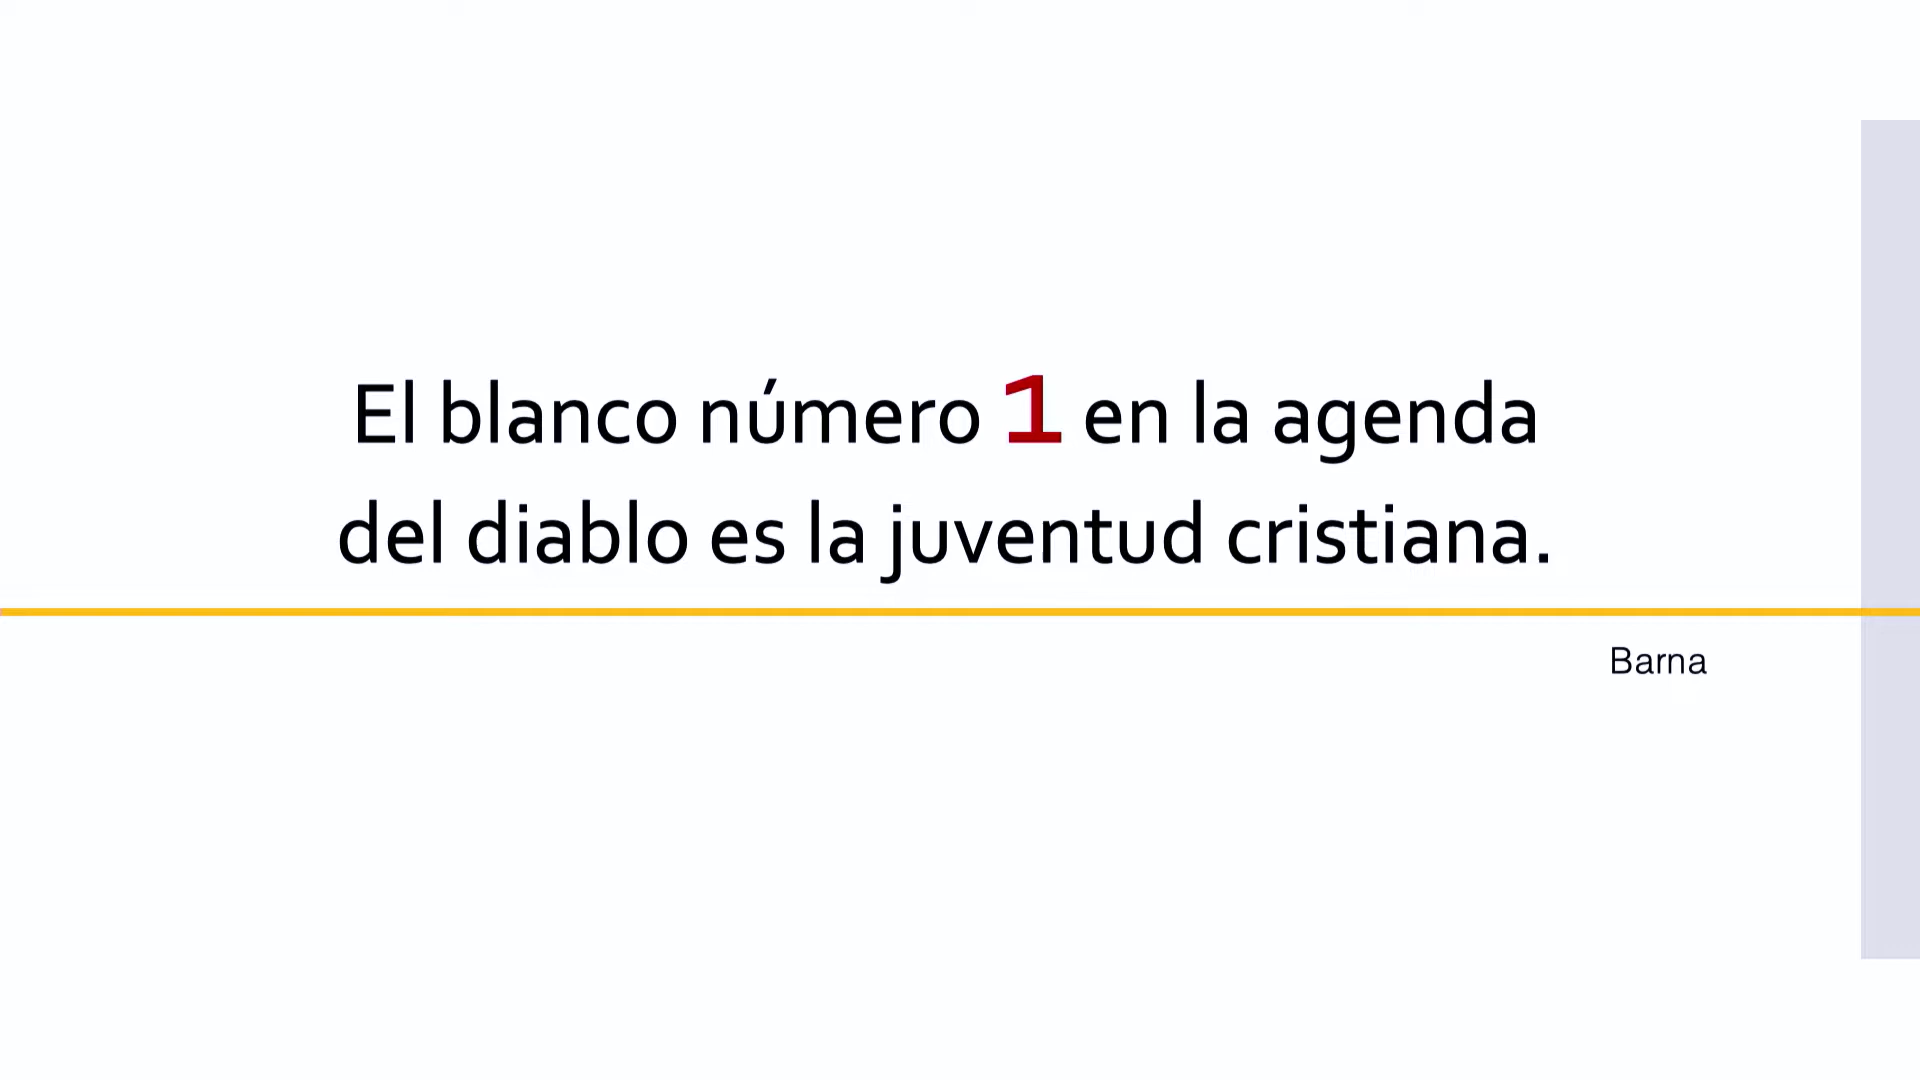 El blanco número 1 en la agenda
del diablo es la juventud cristiana.
Barna